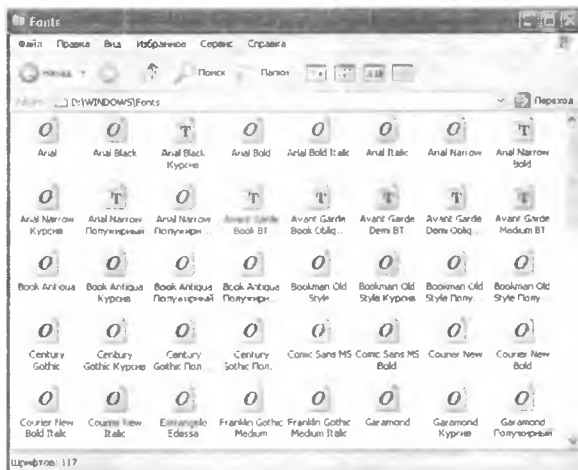 Fonts
Файл Правка Вид Избранное Сервис Справка
Назад Поиск Папки
D:\WINDOWS\Fonts Переход
Arial Arial Black Arial Black Курсив Arial Bold Arial Bold Italic Arial Italic Arial Narrow Arial Narrow Bold
Arial Narrow Курсив Arial Narrow Полужирный Arial Narrow Полужирн... Avant Garde Book BT Avant Garde Book Obliq... Avant Garde Demi BT Avant Garde Demi Obliq... Avant Garde Medium BT
Book Antiqua Book Antiqua Курсив Book Antiqua Полужирный Book Antiqua Полужирн... Bookman Old Style Bookman Old Style Курсив Bookman Old Style Полу... Bookman Old Style Полу...
Century Gothic Century Gothic Курсив Century Gothic Пол... Century Gothic Пол... Comic Sans MS Comic Sans MS Bold Courier New Courier New Bold
Courier New Bold Italic Courier New Italic Estrangelo Edessa Franklin Gothic Medium Franklin Gothic Medium Italic Garamond Garamond Курсив Garamond Полужирный
Шрифтов: 117